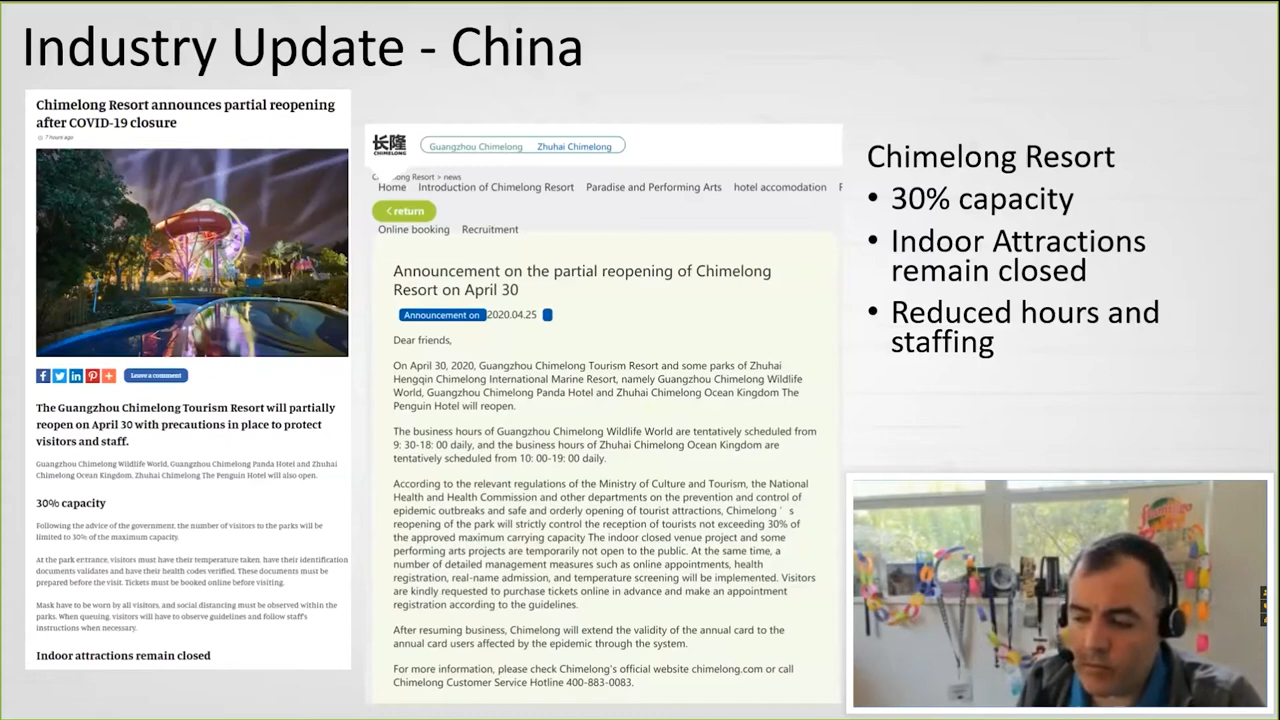 Industry Update - China
Chimelong Resort announces partial reopening
after COVID-19 closure
7 hours ago
Leave a comment
The Guangzhou Chimelong Tourism Resort will partially
reopen on April 30 with precautions in place to protect
visitors and staff.
Guangzhou Chimelong Wildlife World, Guangzhou Chimelong Panda Hotel and Zhuhai
Chimelong Ocean Kingdom, Zhuhai Chimelong The Penguin Hotel will also open.
30% capacity
Following the advice of the government, the number of visitors to the parks will be
limited to 30% of the maximum capacity.
At the park entrance, visitors must have their temperature taken, have their identification
documents validates and have their health codes verified. These documents must be
prepared before the visit. Tickets must be booked online before visiting.
Mask have to be worn by all visitors, and social distancing must be observed within the
parks. When queuing, visitors will have to observe guidelines and follow staff's
instructions when necessary.
Indoor attractions remain closed
长隆
CHIMELONG
Guangzhou Chimelong Zhuhai Chimelong
Resort > news
Home Introduction of Chimelong Resort Paradise and Performing Arts hotel accomodation F
< return
Online booking Recruitment
Announcement on the partial reopening of Chimelong
Resort on April 30
Announcement on 2020.04.25
Dear friends,
On April 30, 2020, Guangzhou Chimelong Tourism Resort and some parks of Zhuhai
Hengqin Chimelong International Marine Resort, namely Guangzhou Chimelong Wildlife
World, Guangzhou Chimelong Panda Hotel and Zhuhai Chimelong Ocean Kingdom The
Penguin Hotel will reopen.
The business hours of Guangzhou Chimelong Wildlife World are tentatively scheduled from
9: 30-18: 00 daily, and the business hours of Zhuhai Chimelong Ocean Kingdom are
tentatively scheduled from 10: 00-19: 00 daily.
According to the relevant regulations of the Ministry of Culture and Tourism, the National
Health and Health Commission and other departments on the prevention and control of
epidemic outbreaks and safe and orderly opening of tourist attractions, Chimelong ' s
reopening of the park will strictly control the reception of tourists not exceeding 30% of
the approved maximum carrying capacity The indoor closed venue project and some
performing arts projects are temporarily not open to the public. At the same time, a
number of detailed management measures such as online appointments, health
registration, real-name admission, and temperature screening will be implemented. Visitors
are kindly requested to purchase tickets online in advance and make an appointment
registration according to the guidelines.
After resuming business, Chimelong will extend the validity of the annual card to the
annual card users affected by the epidemic through the system.
For more information, please check Chimelong's official website chimelong.com or call
Chimelong Customer Service Hotline 400-883-0083.
Chimelong Resort
• 30% capacity
• Indoor Attractions
remain closed
• Reduced hours and
staffing